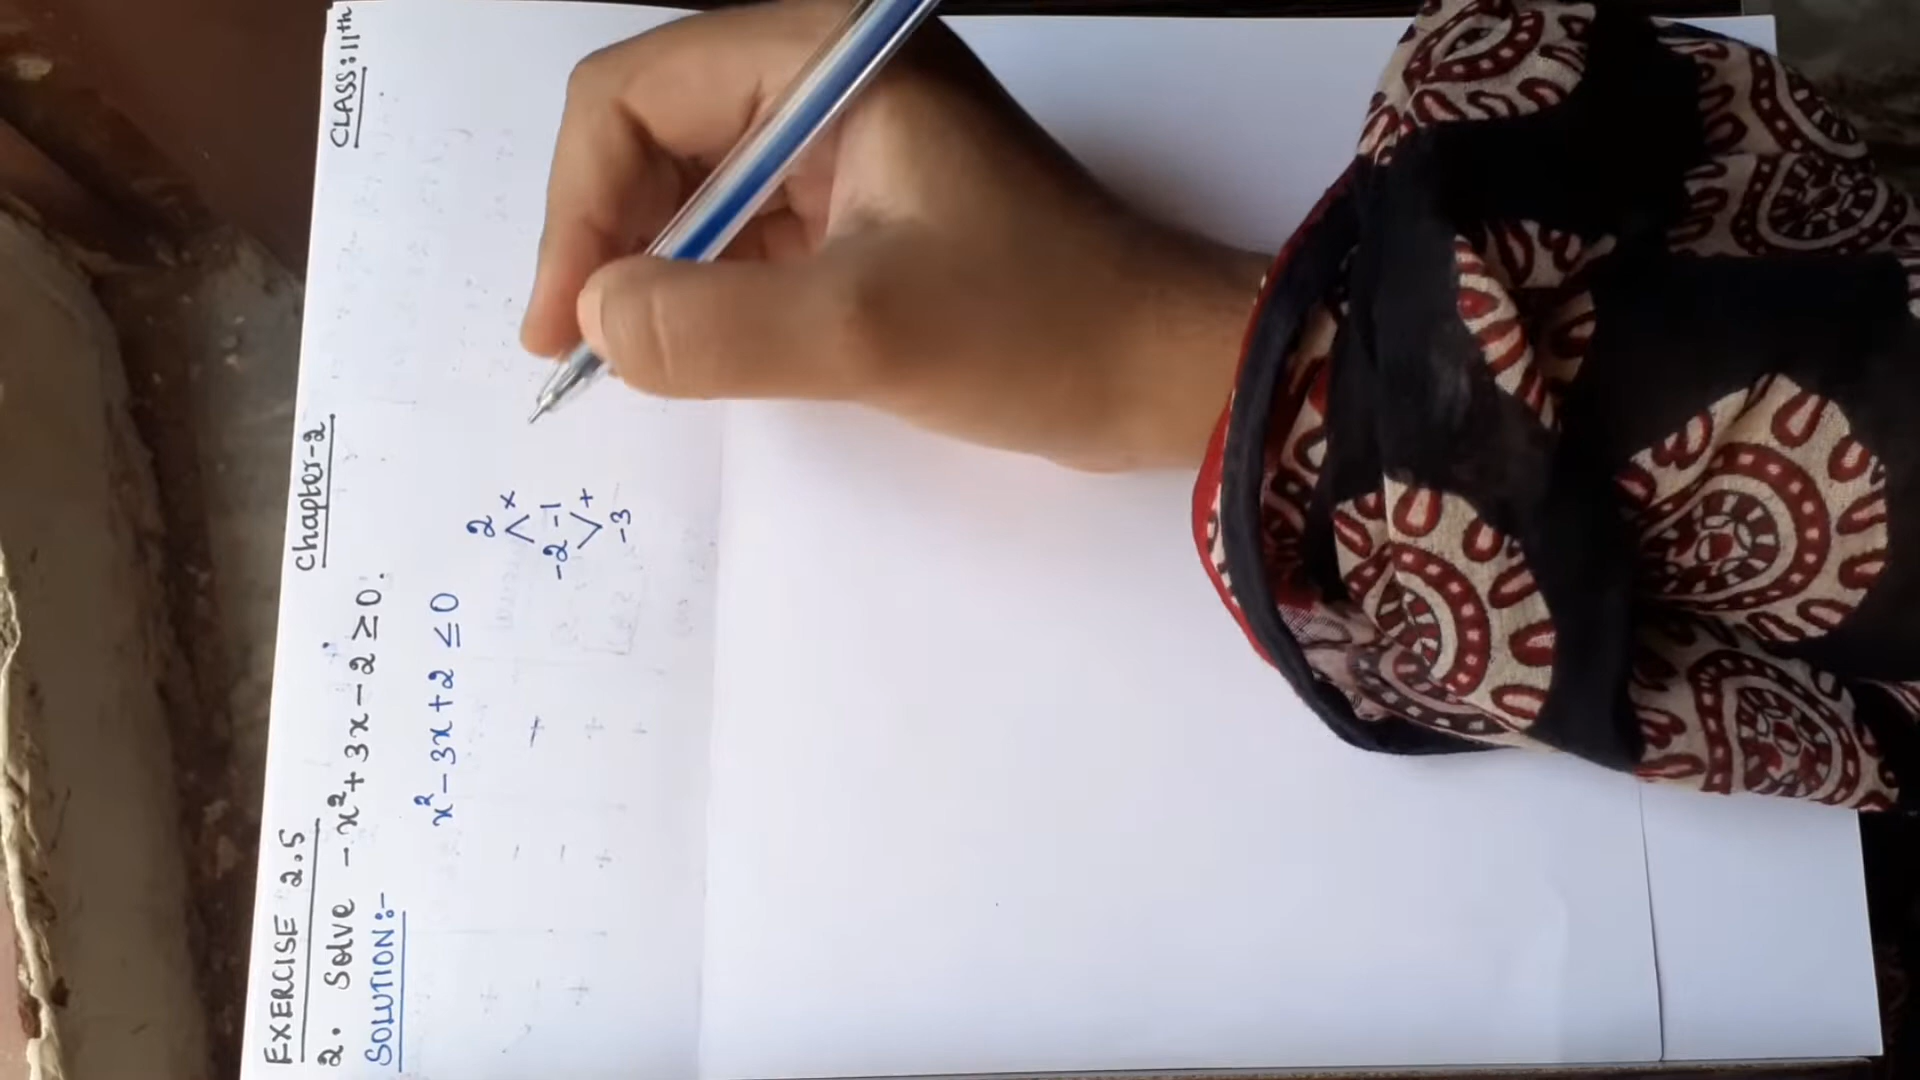 EXERCISE 2.5 Chapter-2 CLASS:11th
2. Solve -x²+3x-2≥0.
SOLUTION:-
x²-3x+2≤0
2
x
-2 -1
+
-3